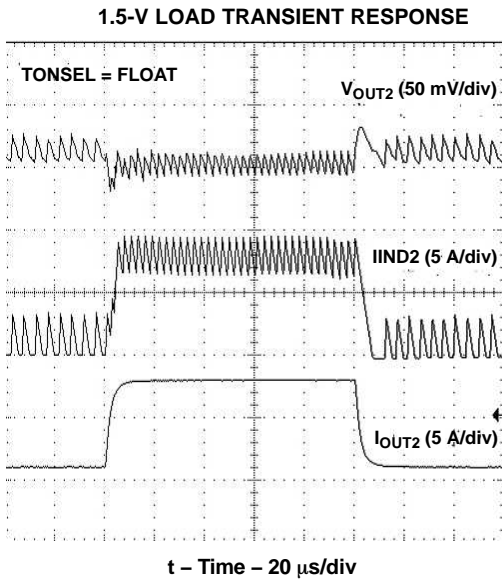 1.5-V LOAD TRANSIENT RESPONSE
TONSEL = FLOAT
VOUT2 (50 mV/div)
IIND2 (5 A/div)
IOUT2 (5 A/div)
t – Time – 20 μs/div